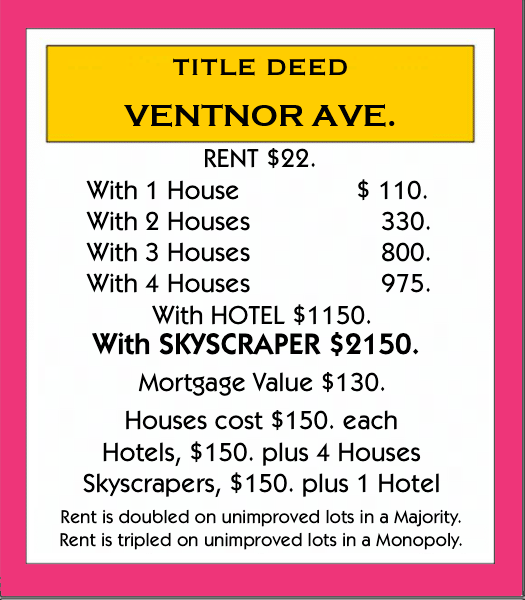 TITLE DEED
VENTNOR AVE.
RENT $22.
With 1 House $ 110.
With 2 Houses 330.
With 3 Houses 800.
With 4 Houses 975.
With HOTEL $1150.
With SKYSCRAPER $2150.
Mortgage Value $130.
Houses cost $150. each
Hotels, $150. plus 4 Houses
Skyscrapers, $150. plus 1 Hotel
Rent is doubled on unimproved lots in a Majority.
Rent is tripled on unimproved lots in a Monopoly.